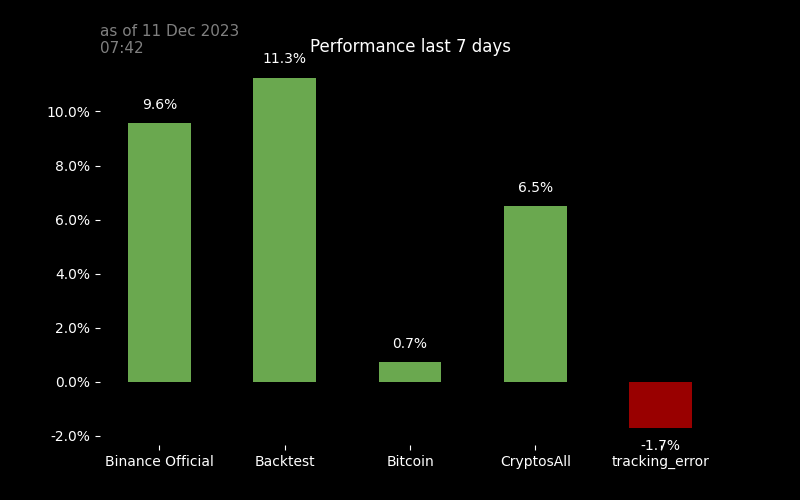 as of 11 Dec 2023
07:42
Performance last 7 days
11.3%
9.6%
10.0%
8.0%
6.5%
6.0%
4.0%
2.0%
0.7%
0.0%
-2.0%
-1.7%
Binance Official
Backtest
Bitcoin
CryptosAll
tracking_error